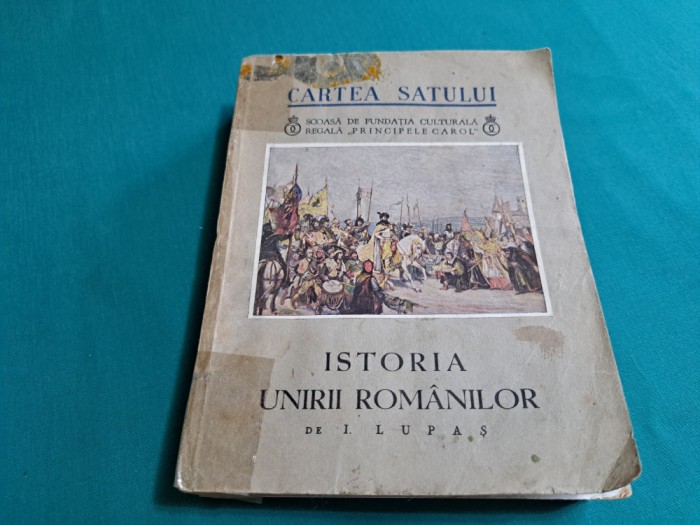 CARTEA SATULUI
SCOASĂ DE FUNDAȚIA CULTURALĂ
REGALĂ „PRINCIPELE CAROL"
ISTORIA
UNIRII ROMÂNILOR
DE I. LUPAȘ